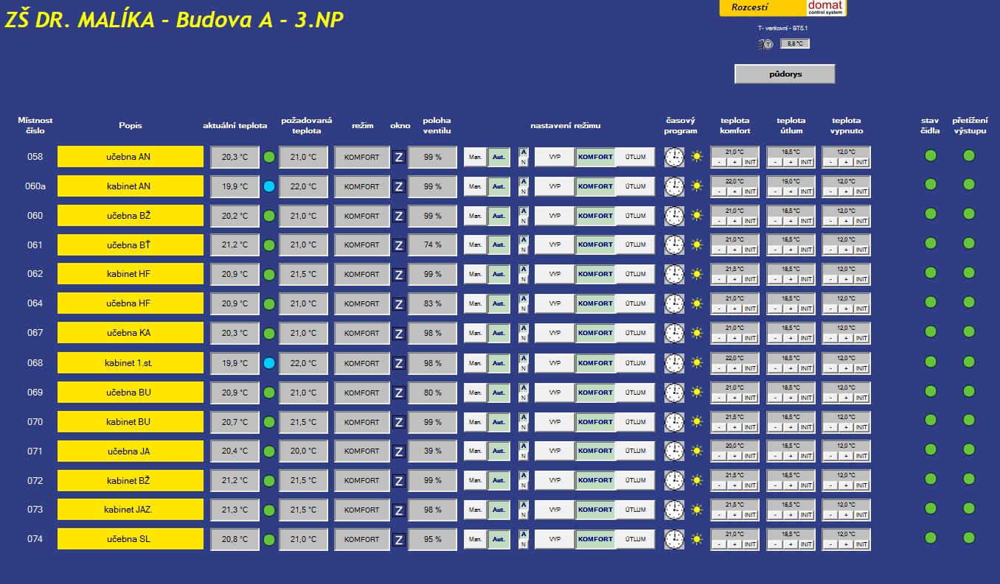 ZŠ DR. MALÍKA - Budova A - 3.NP
Rozcestí
domat
control system
T- venkovní - BT5.1
T 8,8 °C
půdorys
Místnost číslo Popis aktuální teplota požadovaná teplota režim okno poloha ventilu nastavení režimu časový program teplota komfort teplota útlum teplota vypnuto stav čidla přetížení výstupu
058 učebna AN 20,3 °C 21,0 °C KOMFORT Z 99 % Man. Aut. A N VYP KOMFORT ÚTLUM 21,0 °C - + INIT 18,5 °C - + INIT 12,0 °C - + INIT
060a kabinet AN 19,9 °C 22,0 °C KOMFORT Z 99 % Man. Aut. A N VYP KOMFORT ÚTLUM 22,0 °C - + INIT 19,0 °C - + INIT 12,0 °C - + INIT
060 učebna BŽ 20,2 °C 21,0 °C KOMFORT Z 99 % Man. Aut. A N VYP KOMFORT ÚTLUM 21,0 °C - + INIT 18,5 °C - + INIT 12,0 °C - + INIT
061 učebna BŤ 21,2 °C 21,0 °C KOMFORT Z 74 % Man. Aut. A N VYP KOMFORT ÚTLUM 21,0 °C - + INIT 18,5 °C - + INIT 12,0 °C - + INIT
062 kabinet HF 20,9 °C 21,5 °C KOMFORT Z 99 % Man. Aut. A N VYP KOMFORT ÚTLUM 21,5 °C - + INIT 18,5 °C - + INIT 12,0 °C - + INIT
064 učebna HF 20,9 °C 21,0 °C KOMFORT Z 83 % Man. Aut. A N VYP KOMFORT ÚTLUM 21,0 °C - + INIT 18,5 °C - + INIT 12,0 °C - + INIT
067 učebna KA 20,3 °C 21,0 °C KOMFORT Z 98 % Man. Aut. A N VYP KOMFORT ÚTLUM 21,0 °C - + INIT 18,5 °C - + INIT 12,0 °C - + INIT
068 kabinet 1.st. 19,9 °C 22,0 °C KOMFORT Z 98 % Man. Aut. A N VYP KOMFORT ÚTLUM 22,0 °C - + INIT 18,5 °C - + INIT 12,0 °C - + INIT
069 učebna BU 20,9 °C 21,0 °C KOMFORT Z 80 % Man. Aut. A N VYP KOMFORT ÚTLUM 21,0 °C - + INIT 18,5 °C - + INIT 12,0 °C - + INIT
070 kabinet BU 20,7 °C 21,5 °C KOMFORT Z 99 % Man. Aut. A N VYP KOMFORT ÚTLUM 21,5 °C - + INIT 18,5 °C - + INIT 12,0 °C - + INIT
071 učebna JA 20,4 °C 20,0 °C KOMFORT Z 39 % Man. Aut. A N VYP KOMFORT ÚTLUM 20,0 °C - + INIT 18,5 °C - + INIT 12,0 °C - + INIT
072 kabinet BŽ 21,2 °C 21,5 °C KOMFORT Z 99 % Man. Aut. A N VYP KOMFORT ÚTLUM 21,5 °C - + INIT 18,5 °C - + INIT 12,0 °C - + INIT
073 kabinet JAZ. 21,3 °C 21,5 °C KOMFORT Z 98 % Man. Aut. A N VYP KOMFORT ÚTLUM 21,5 °C - + INIT 18,5 °C - + INIT 12,0 °C - + INIT
074 učebna SL 20,8 °C 21,0 °C KOMFORT Z 95 % Man. Aut. A N VYP KOMFORT ÚTLUM 21,0 °C - + INIT 18,5 °C - + INIT 12,0 °C - + INIT